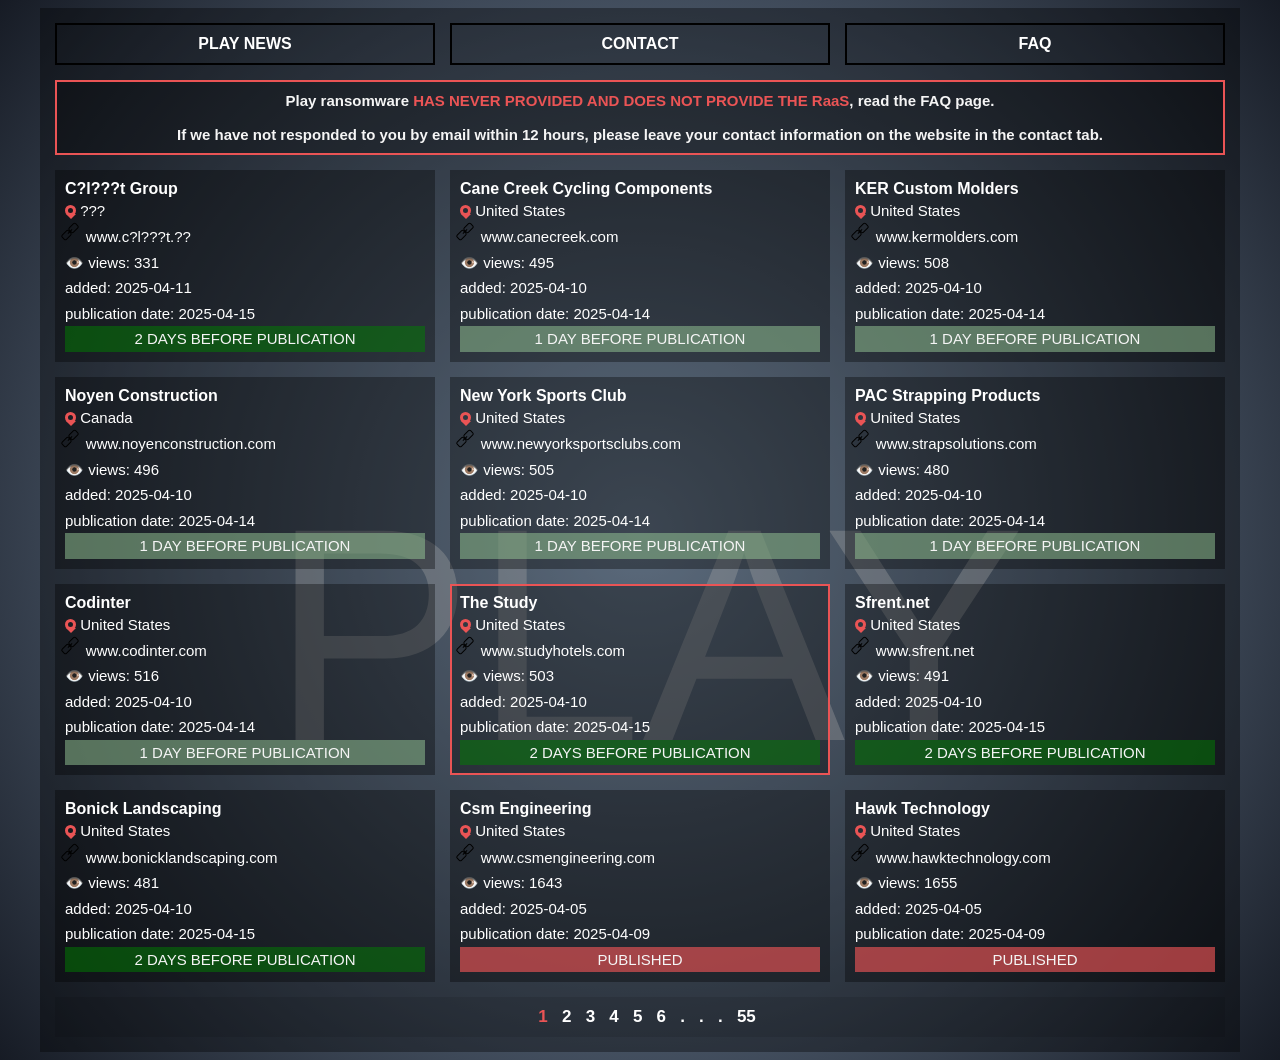 PLAY NEWS
CONTACT
FAQ
Play ransomware HAS NEVER PROVIDED AND DOES NOT PROVIDE THE RaaS, read the FAQ page.
If we have not responded to you by email within 12 hours, please leave your contact information on the website in the contact tab.
C?l???t Group
???
www.c?l???t.??
views: 331
added: 2025-04-11
publication date: 2025-04-15
2 DAYS BEFORE PUBLICATION
Cane Creek Cycling Components
United States
www.canecreek.com
views: 495
added: 2025-04-10
publication date: 2025-04-14
1 DAY BEFORE PUBLICATION
KER Custom Molders
United States
www.kermolders.com
views: 508
added: 2025-04-10
publication date: 2025-04-14
1 DAY BEFORE PUBLICATION
Noyen Construction
Canada
www.noyenconstruction.com
views: 496
added: 2025-04-10
publication date: 2025-04-14
1 DAY BEFORE PUBLICATION
New York Sports Club
United States
www.newyorksportsclubs.com
views: 505
added: 2025-04-10
publication date: 2025-04-14
1 DAY BEFORE PUBLICATION
PAC Strapping Products
United States
www.strapsolutions.com
views: 480
added: 2025-04-10
publication date: 2025-04-14
1 DAY BEFORE PUBLICATION
PLAY
Codinter
United States
www.codinter.com
views: 516
added: 2025-04-10
publication date: 2025-04-14
1 DAY BEFORE PUBLICATION
The Study
United States
www.studyhotels.com
views: 503
added: 2025-04-10
publication date: 2025-04-15
2 DAYS BEFORE PUBLICATION
Sfrent.net
United States
www.sfrent.net
views: 491
added: 2025-04-10
publication date: 2025-04-15
2 DAYS BEFORE PUBLICATION
Bonick Landscaping
United States
www.bonicklandscaping.com
views: 481
added: 2025-04-10
publication date: 2025-04-15
2 DAYS BEFORE PUBLICATION
Csm Engineering
United States
www.csmengineering.com
views: 1643
added: 2025-04-05
publication date: 2025-04-09
PUBLISHED
Hawk Technology
United States
www.hawktechnology.com
views: 1655
added: 2025-04-05
publication date: 2025-04-09
PUBLISHED
1 2 3 4 5 6 . . . 55